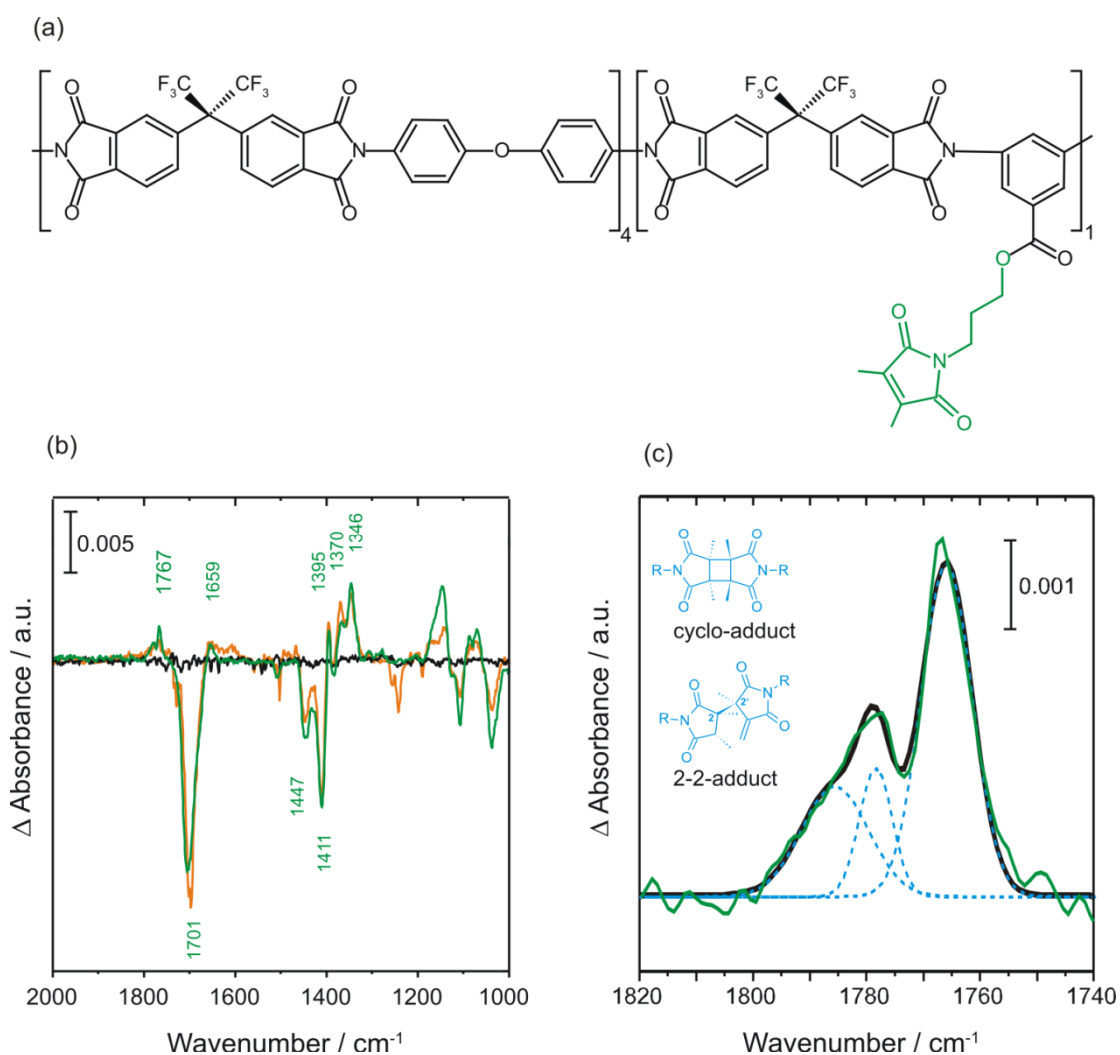 (a)
F₃C CF₃ F₃C CF₃
O O O O O O
N N O N N
O O O O
4 1
O O
O
N
O
(b) (c)
0.005
1767
1659
1395
1370
1346
1447
1411
1701
Δ Absorbance / a.u.
2000 1800 1600 1400 1200 1000
Wavenumber / cm⁻¹
0.001
O O
R-N N-R
O O
cyclo-adduct
O R
O N
R-N 2 2' O
O
2-2-adduct
Δ Absorbance / a.u.
1820 1800 1780 1760 1740
Wavenumber / cm⁻¹